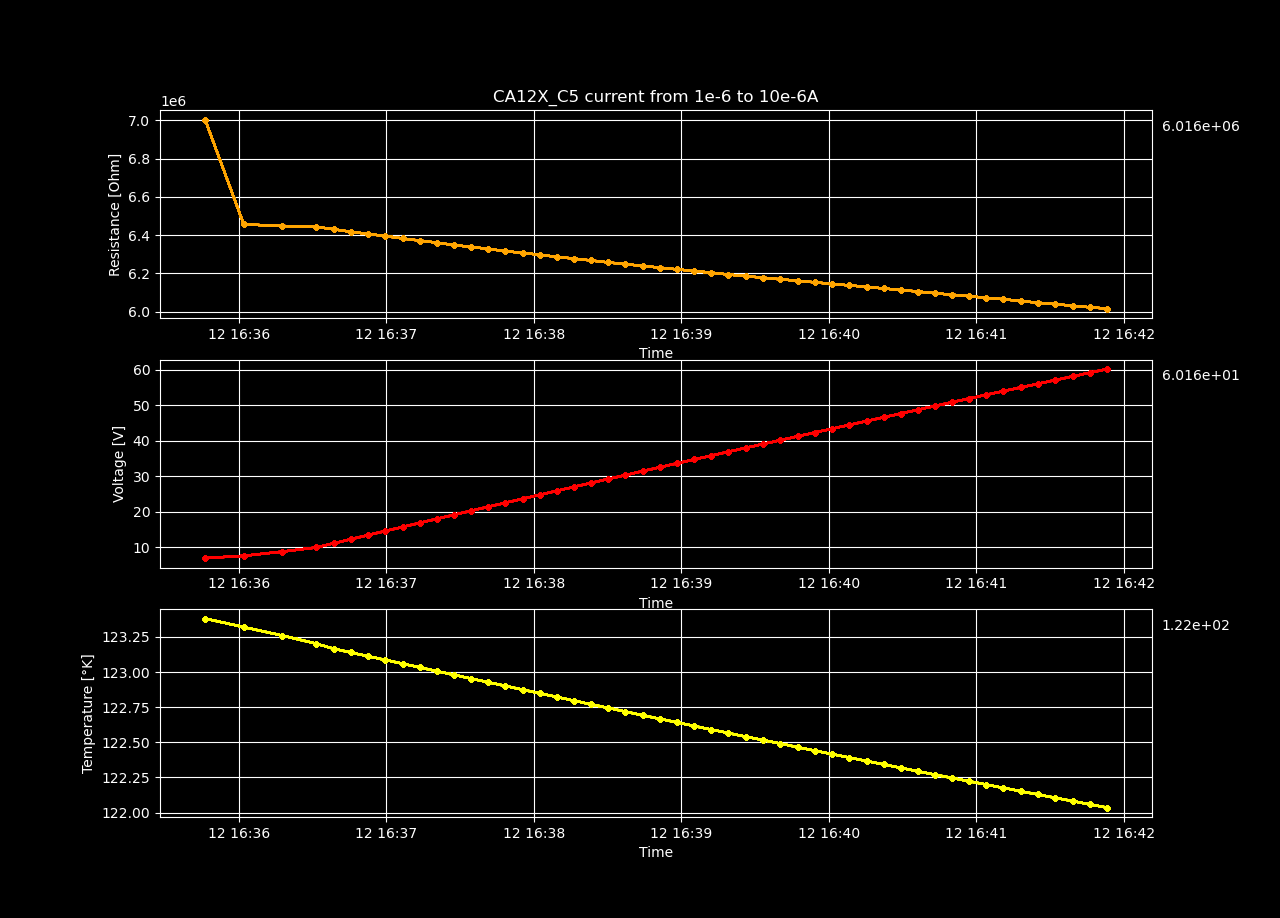 CA12X_C5 current from 1e-6 to 10e-6A
1e6
6.016e+06
7.0
6.8
6.6
6.4
6.2
6.0
Resistance [Ohm]
12 16:36 12 16:37 12 16:38 12 16:39 12 16:40 12 16:41 12 16:42
Time
6.016e+01
60
50
40
30
20
10
Voltage [V]
12 16:36 12 16:37 12 16:38 12 16:39 12 16:40 12 16:41 12 16:42
Time
1.22e+02
123.25
123.00
122.75
122.50
122.25
122.00
Temperature [°K]
12 16:36 12 16:37 12 16:38 12 16:39 12 16:40 12 16:41 12 16:42
Time